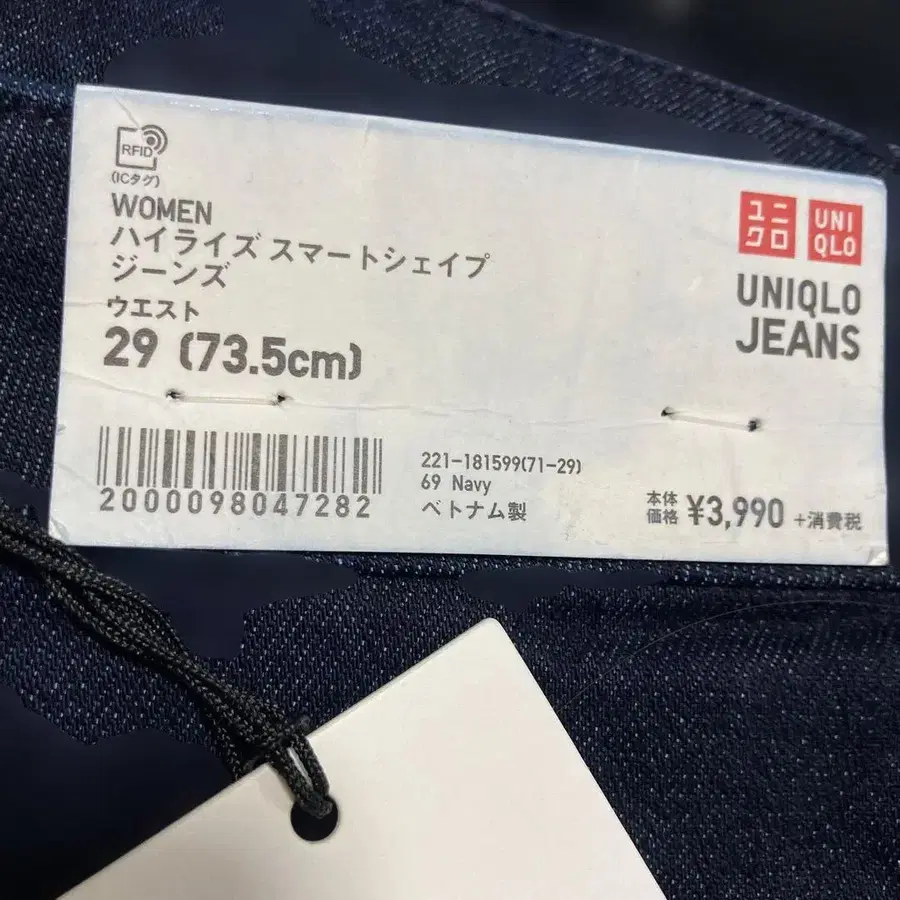 RFID
(ICタグ)
WOMEN
ハイライズ スマートシェイプ
ジーンズ
ウエスト
29 (73.5cm)
ユニ
クロ
UNI
QLO
UNIQLO
JEANS
2000098047282
221-181599(71-29)
69 Navy
ベトナム製
本体
価格 ¥3,990 +消費税